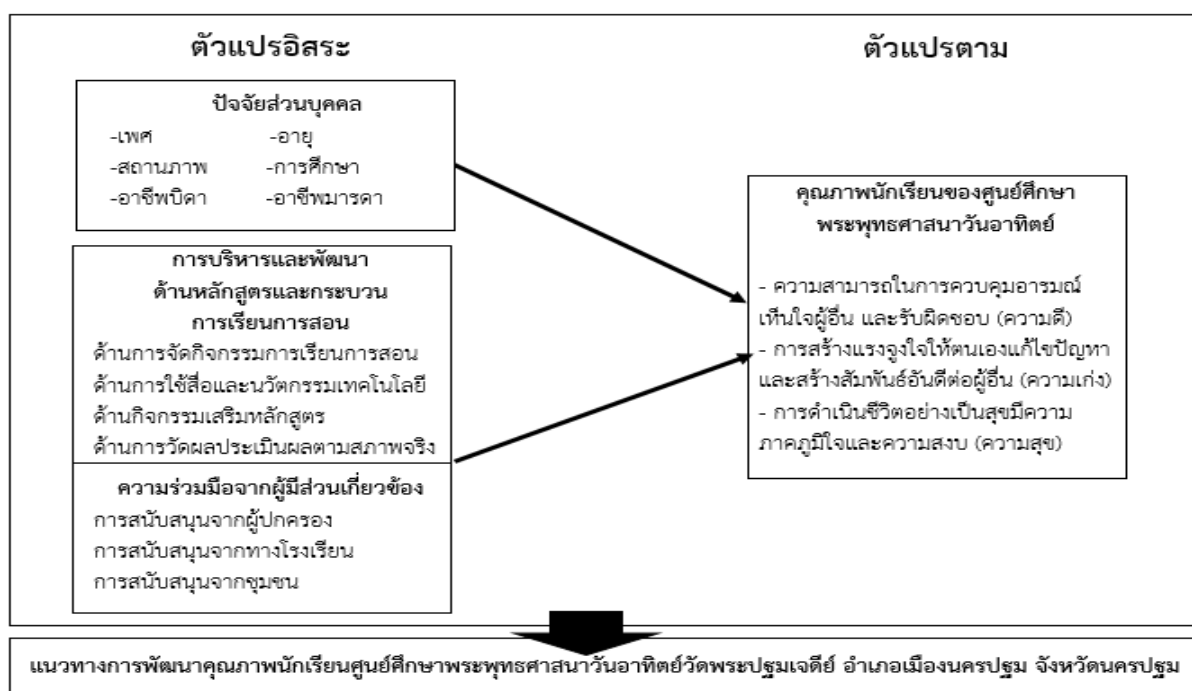 ตัวแปรอิสระ
ปัจจัยส่วนบุคคล
-เพศ -อายุ
-สถานภาพ -การศึกษา
-อาชีพบิดา -อาชีพมารดา
การบริหารและพัฒนา
ด้านหลักสูตรและกระบวน
การเรียนการสอน
ด้านการจัดกิจกรรมการเรียนการสอน
ด้านการใช้สื่อและนวัตกรรมเทคโนโลยี
ด้านกิจกรรมเสริมหลักสูตร
ด้านการวัดผลประเมินผลตามสภาพจริง
ความร่วมมือจากผู้มีส่วนเกี่ยวข้อง
การสนับสนุนจากผู้ปกครอง
การสนับสนุนจากทางโรงเรียน
การสนับสนุนจากชุมชน
ตัวแปรตาม
คุณภาพนักเรียนของศูนย์ศึกษา
พระพุทธศาสนาวันอาทิตย์
- ความสามารถในการควบคุมอารมณ์
เห็นใจผู้อื่น และรับผิดชอบ (ความดี)
- การสร้างแรงจูงใจให้ตนเองแก้ไขปัญหา
และสร้างสัมพันธ์อันดีต่อผู้อื่น (ความเก่ง)
- การดำเนินชีวิตอย่างเป็นสุขมีความ
ภาคภูมิใจและความสงบ (ความสุข)
แนวทางการพัฒนาคุณภาพนักเรียนศูนย์ศึกษาพระพุทธศาสนาวันอาทิตย์วัดพระปฐมเจดีย์ อำเภอเมืองนครปฐม จังหวัดนครปฐม